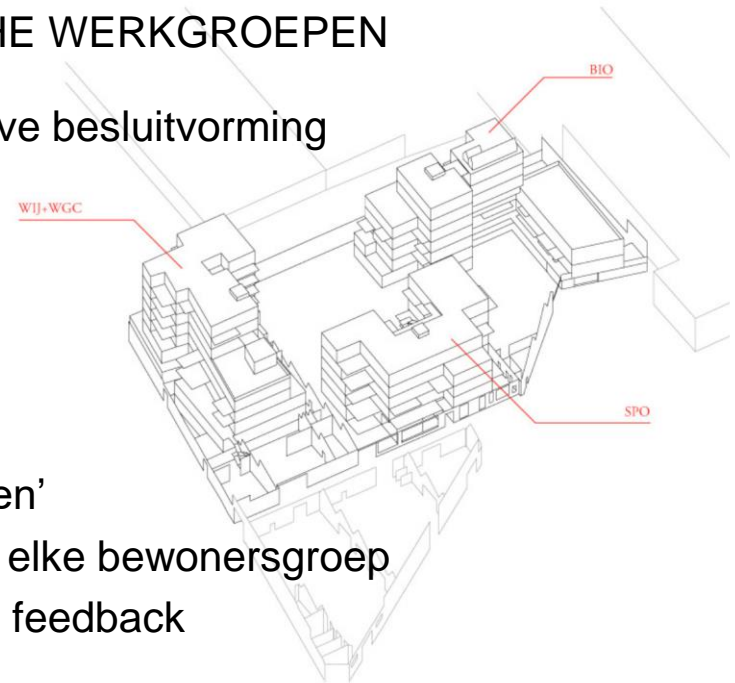 HE WERKGROEPEN
BIO
ve besluitvorming
WIJ+WGC
SPO
en’
elke bewonersgroep
feedback